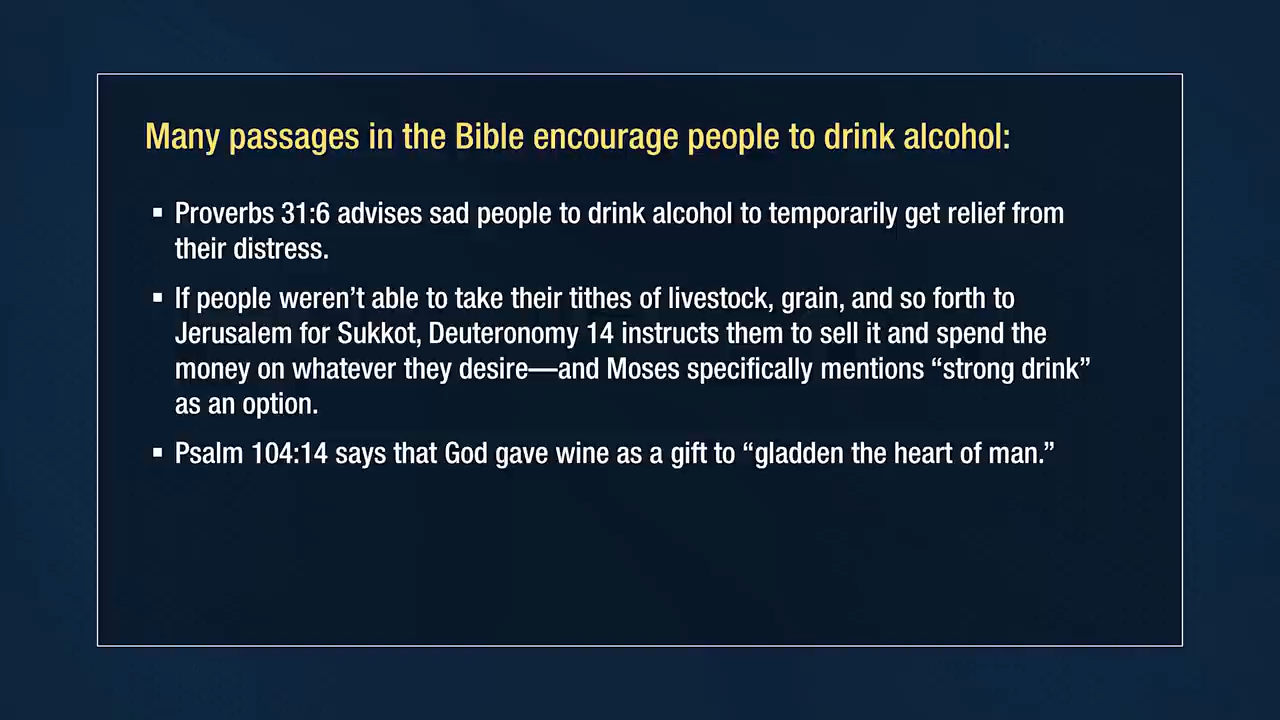 Many passages in the Bible encourage people to drink alcohol:
▪ Proverbs 31:6 advises sad people to drink alcohol to temporarily get relief from
their distress.
▪ If people weren’t able to take their tithes of livestock, grain, and so forth to
Jerusalem for Sukkot, Deuteronomy 14 instructs them to sell it and spend the
money on whatever they desire—and Moses specifically mentions “strong drink”
as an option.
▪ Psalm 104:14 says that God gave wine as a gift to “gladden the heart of man.”